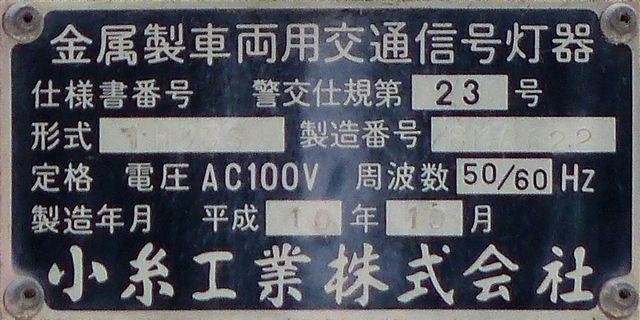 金属製車両用交通信号灯器
仕様書番号 警交仕規第 23 号
形式 製造番号
定格 電圧 AC100V 周波数 50/60 Hz
製造年月 平成 10 年 10 月
小糸工業株式会社